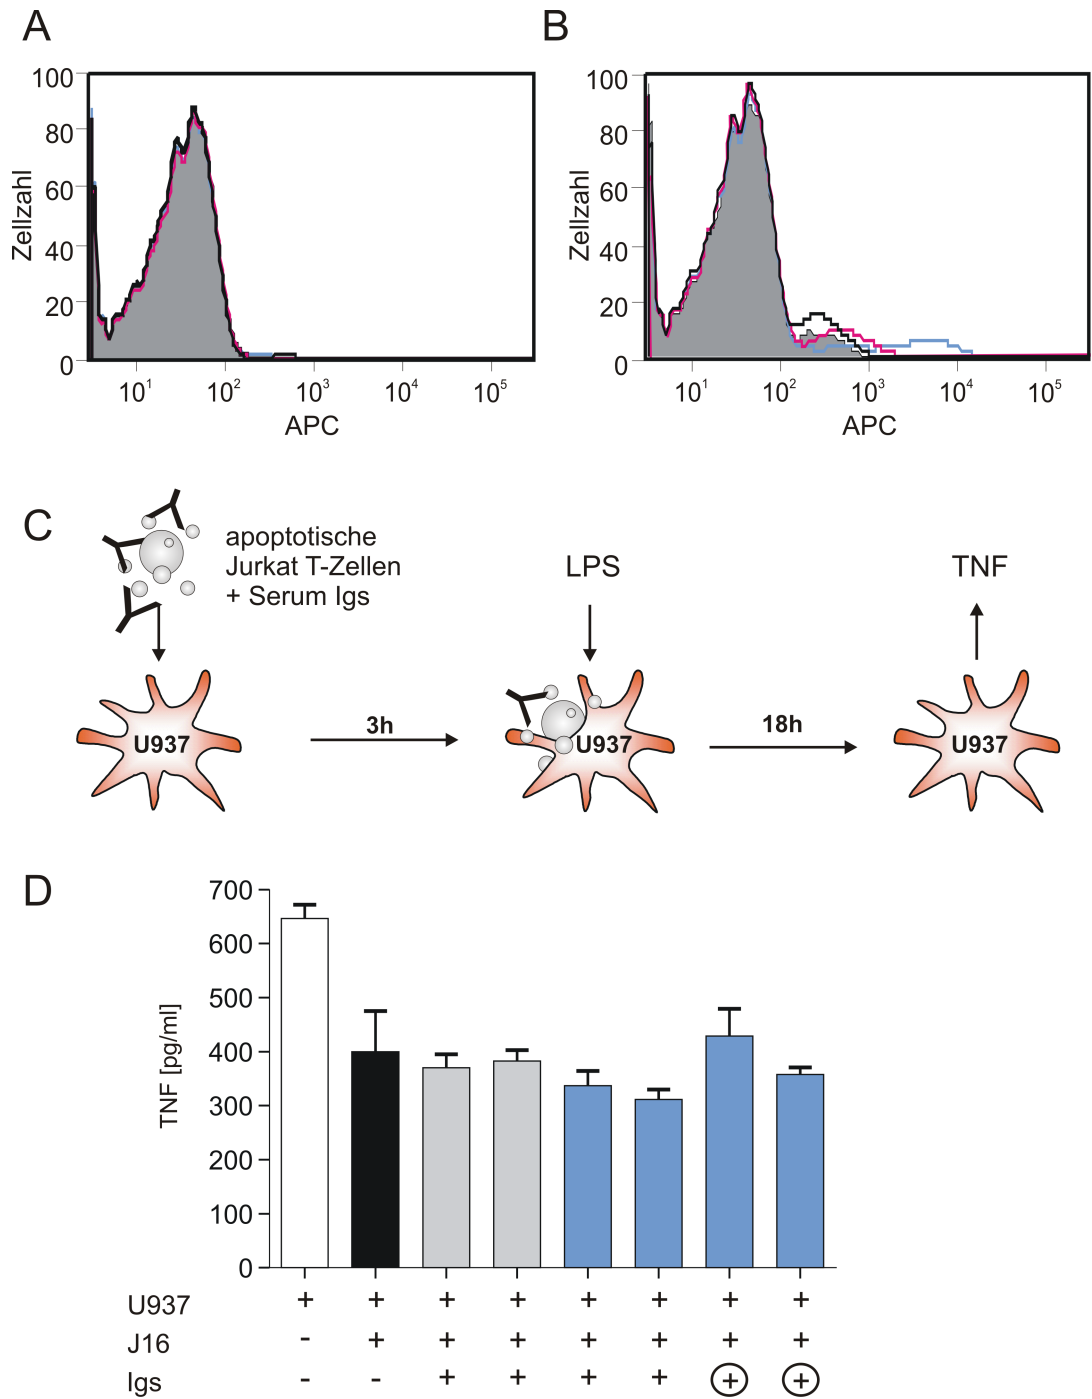 A
B
100
80
60
40
20
0
Zellzahl
10¹ 10² 10³ 10⁴ 10⁵
APC
100
80
60
40
20
0
Zellzahl
10¹ 10² 10³ 10⁴ 10⁵
APC
C
apoptotische
Jurkat T-Zellen
+ Serum Igs
LPS
TNF
U937
3h
U937
18h
U937
D
700
600
500
400
300
200
100
0
TNF [pg/ml]
U937 + + + + + + + +
J16 - + + + + + + +
Igs - - + + + + + +